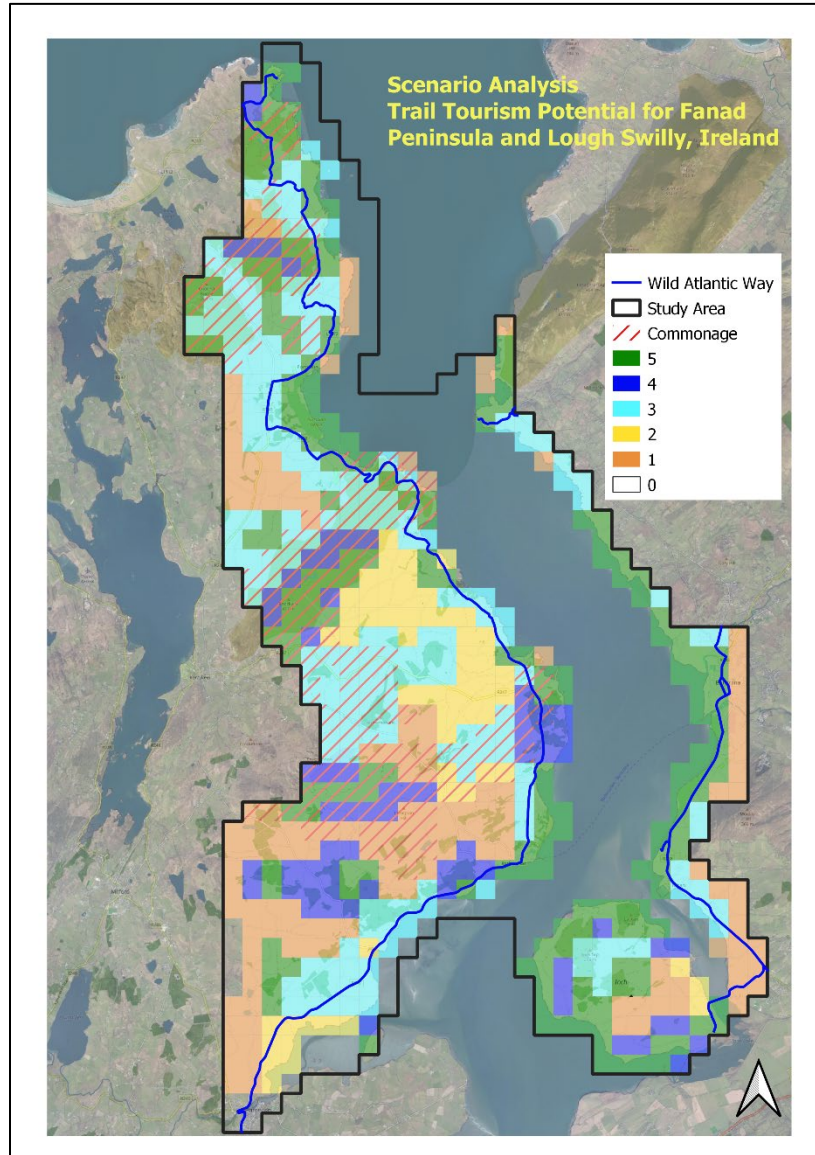 Scenario Analysis
Trail Tourism Potential for Fanad
Peninsula and Lough Swilly, Ireland
Wild Atlantic Way
Study Area
Commonage
5
4
3
2
1
0
Inch